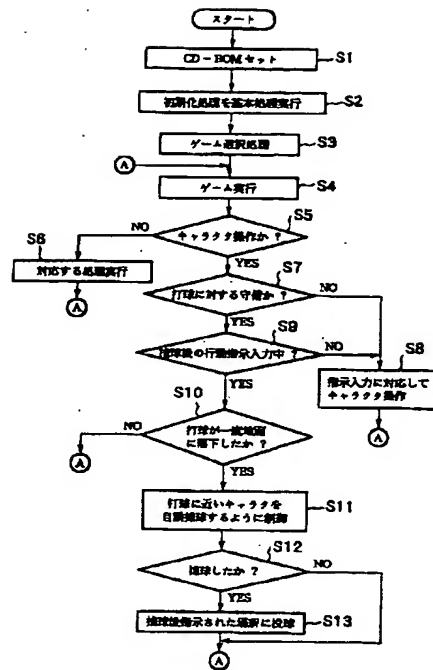 スタート
CD-ROMセット
S1
初期化処理を基本処理実行
S2
ゲーム選択処理
S3
A
ゲーム実行
S4
キャラクタ操作か ?
S5
NO
YES
S6
対応する処理実行
A
打球に対する守備か ?
S7
NO
YES
捕球後の行動指示入力中 ?
S9
NO
YES
S8
指示入力に対応して
キャラクタ操作
A
S10
打球が一度地面
に落下したか ?
NO
A
YES
打球に近いキャラクタを
自動捕球するように制御
S11
捕球したか ?
S12
NO
YES
捕球後指示された場所に投球
S13
A